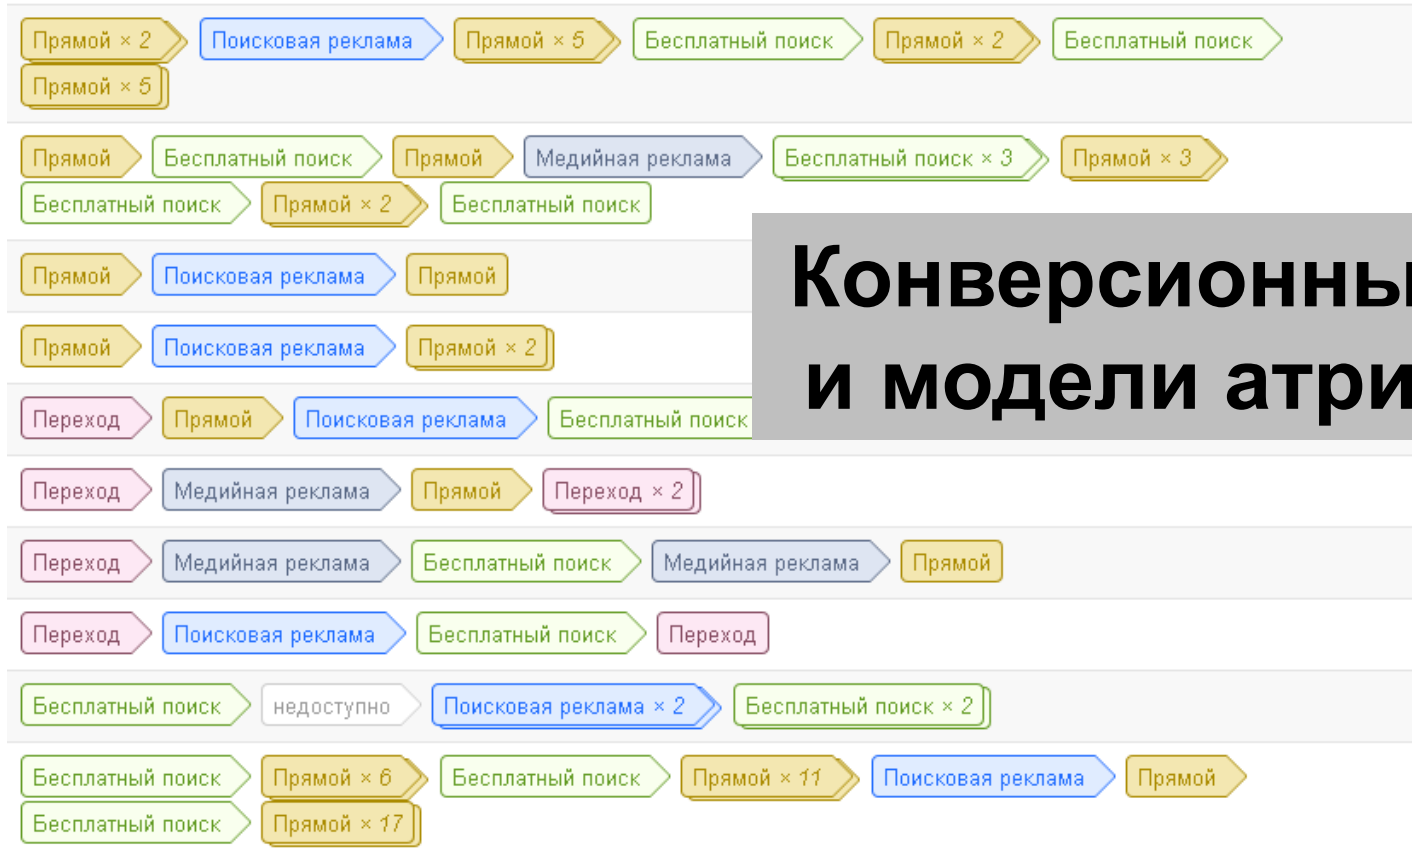 Прямой × 2 Поисковая реклама Прямой × 5 Бесплатный поиск Прямой × 2 Бесплатный поиск
Прямой × 5
Прямой Бесплатный поиск Прямой Медийная реклама Бесплатный поиск × 3 Прямой × 3
Бесплатный поиск Прямой × 2 Бесплатный поиск
Прямой Поисковая реклама Прямой
Прямой Поисковая реклама Прямой × 2
Переход Прямой Поисковая реклама Бесплатный поиск
Переход Медийная реклама Прямой Переход × 2
Переход Медийная реклама Бесплатный поиск Медийная реклама Прямой
Переход Поисковая реклама Бесплатный поиск Переход
Бесплатный поиск недоступно Поисковая реклама × 2 Бесплатный поиск × 2
Бесплатный поиск Прямой × 6 Бесплатный поиск Прямой × 11 Поисковая реклама Прямой
Бесплатный поиск Прямой × 17
и модели